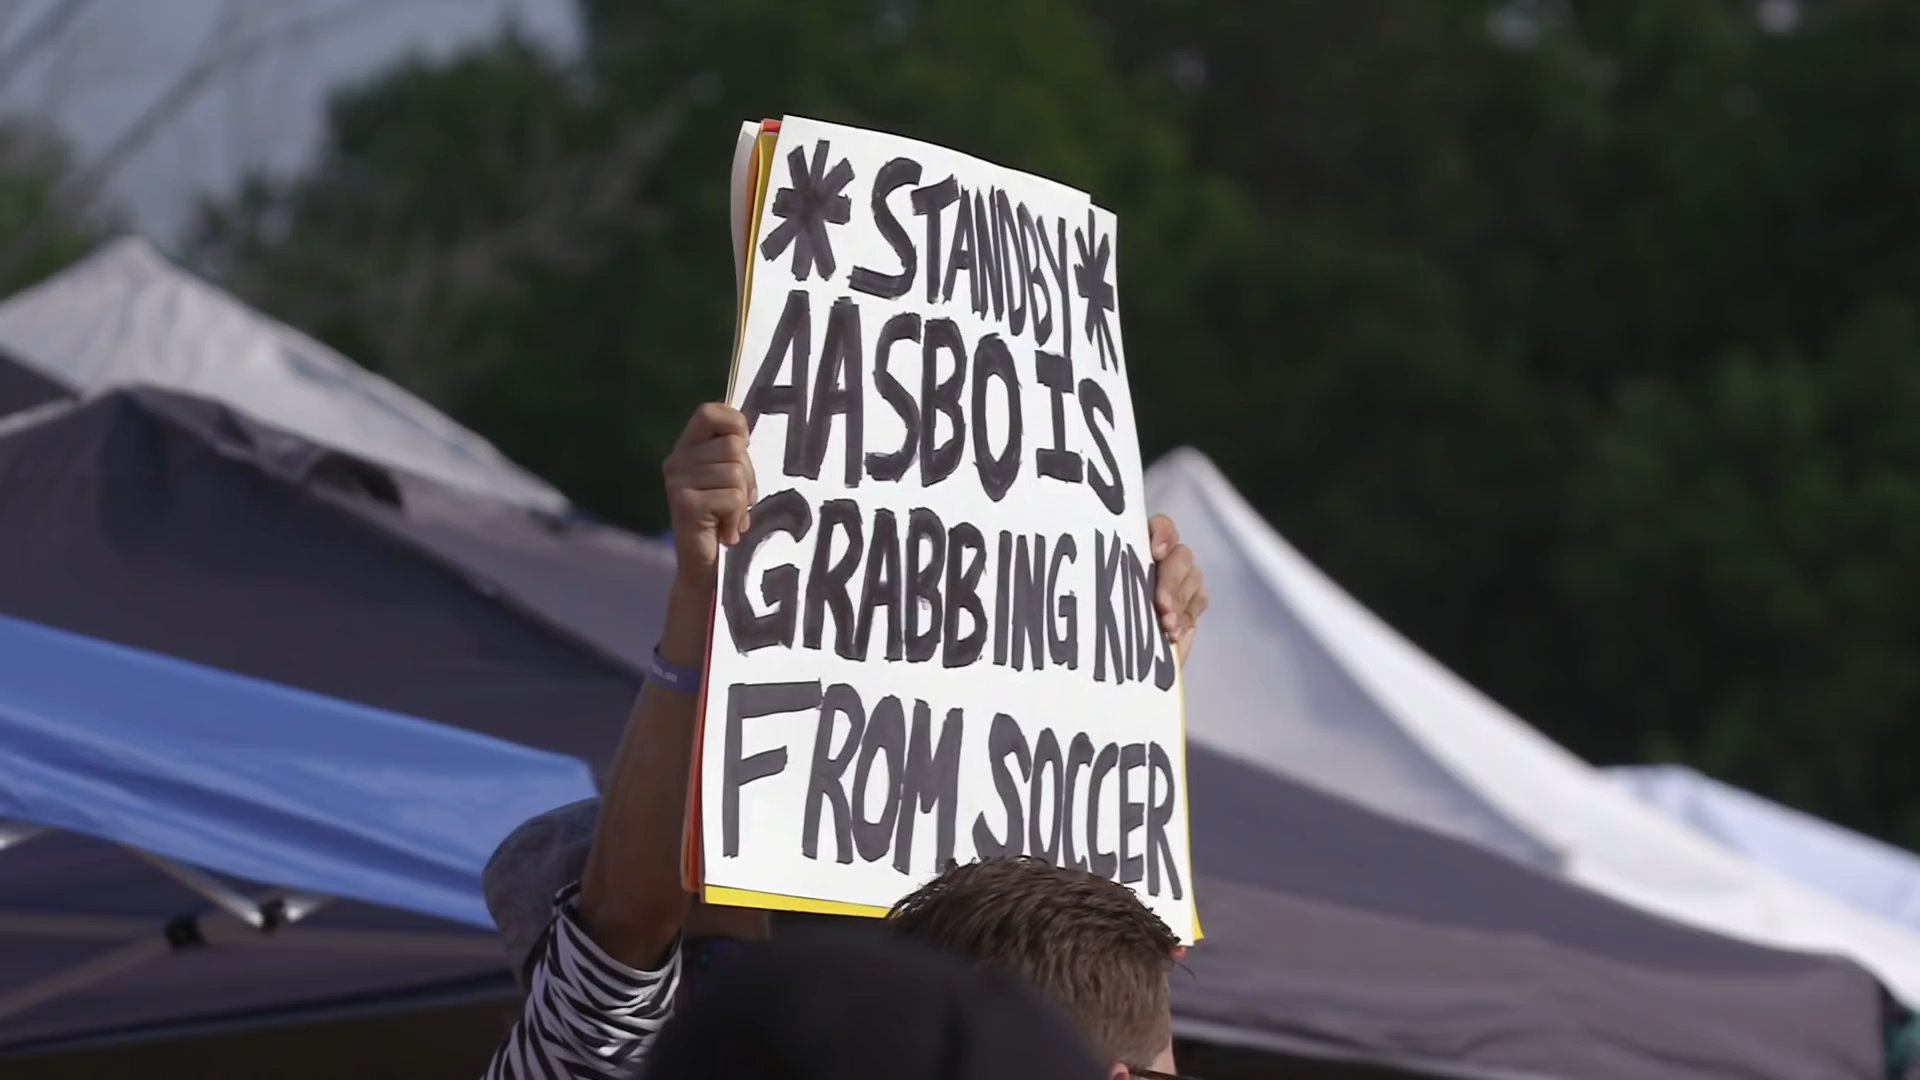 *STANDBY*
AASBO IS
GRABBING KIDS
FROM SOCCER